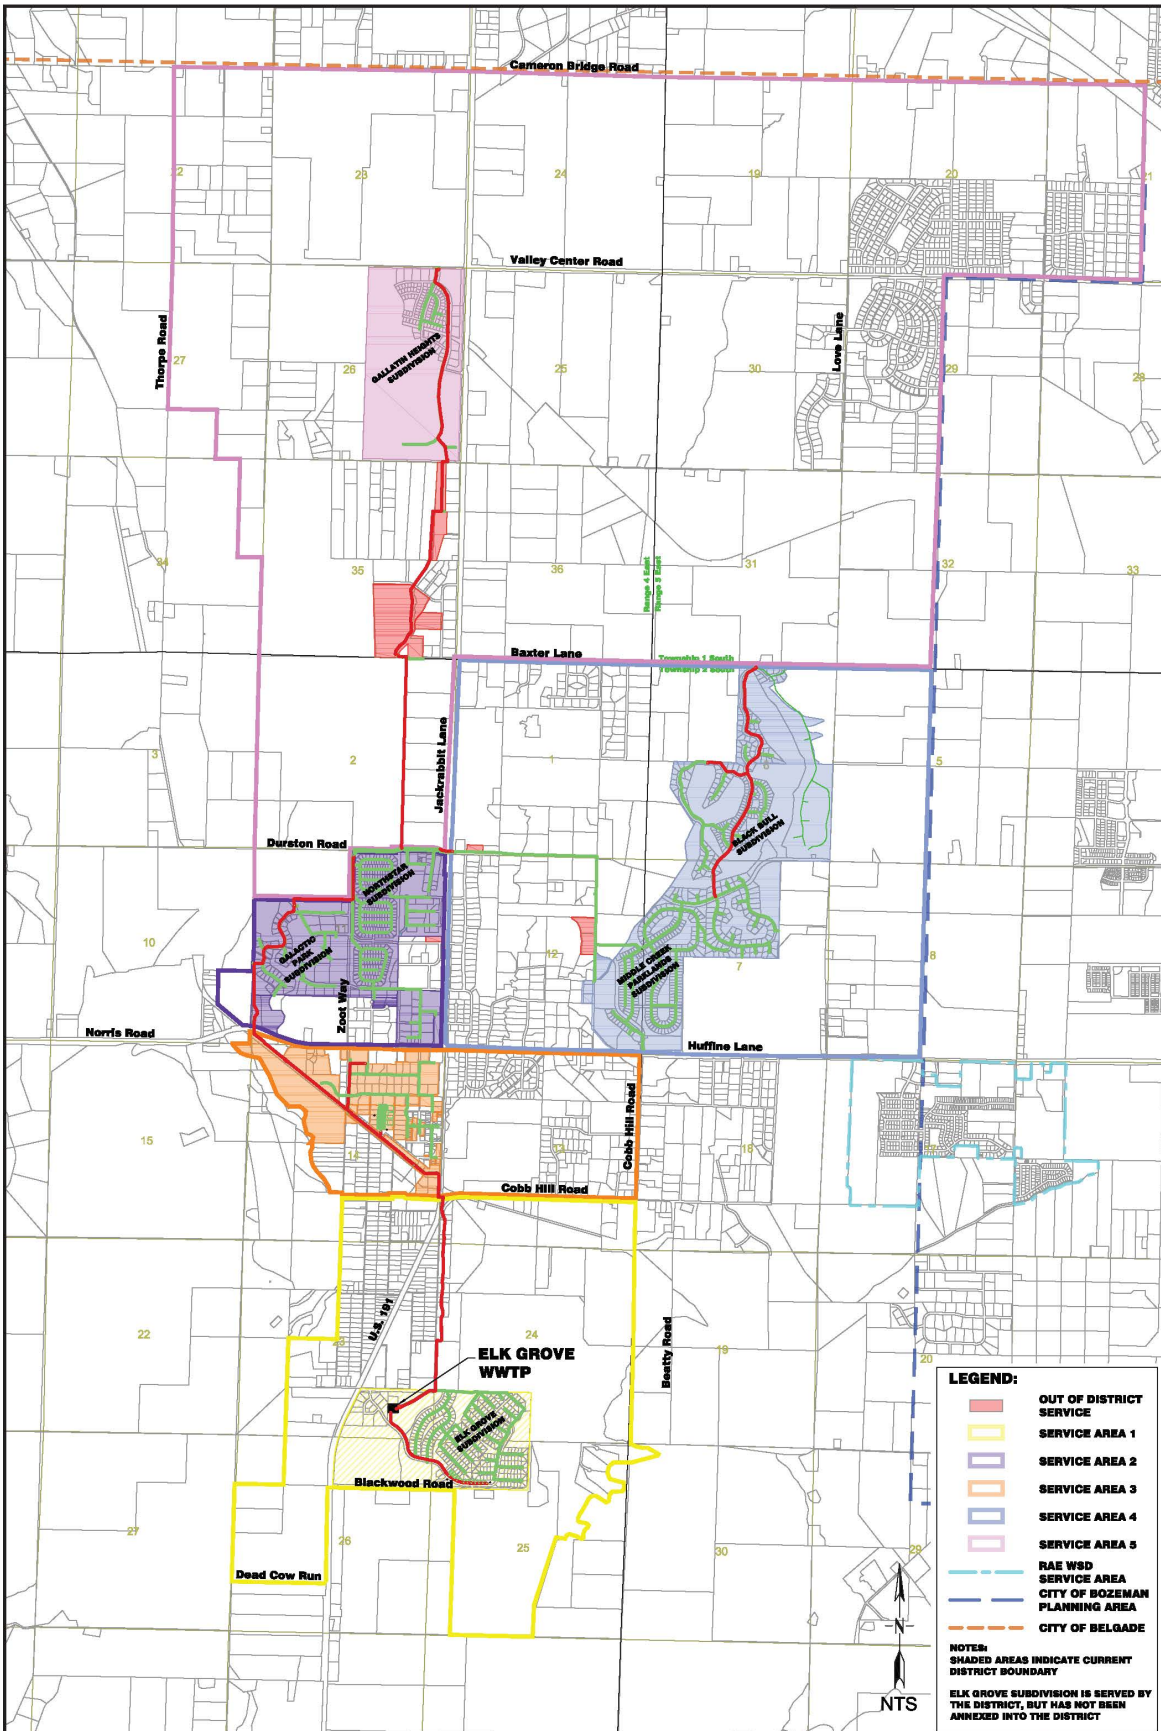 Cameron Bridge Road
22
23
24
19
20
21
Valley Center Road
Thorpe Road
Love Lane
27
26
GALLATIN HEIGHTS
SUBDIVISION
25
30
29
28
34
35
36
Range 4 East
Range 5 East
31
32
33
Baxter Lane
Township 1 South
Township 2 South
Jackrabbit Lane
3
2
1
6
5
BLACK BULL
SUBDIVISION
Durston Road
NORTHSTAR
SUBDIVISION
10
GALACTIC
PARK
SUBDIVISION
12
MIDDLE CREEK
PARKLANDS
SUBDIVISION
7
8
Zoot Way
Norris Road
Huffine Lane
15
14
13
Cobb Hill Road
18
17
Cobb Hill Road
U.S. 191
22
23
24
Beatty Road
19
20
ELK GROVE
WWTP
ELK GROVE
SUBDIVISION
Blackwood Road
27
26
25
30
29
Dead Cow Run
-N-
NTS
LEGEND:
OUT OF DISTRICT
SERVICE
SERVICE AREA 1
SERVICE AREA 2
SERVICE AREA 3
SERVICE AREA 4
SERVICE AREA 5
RAE WSD
SERVICE AREA
CITY OF BOZEMAN
PLANNING AREA
CITY OF BELGADE
NOTES:
SHADED AREAS INDICATE CURRENT
DISTRICT BOUNDARY
ELK GROVE SUBDIVISION IS SERVED BY
THE DISTRICT, BUT HAS NOT BEEN
ANNEXED INTO THE DISTRICT